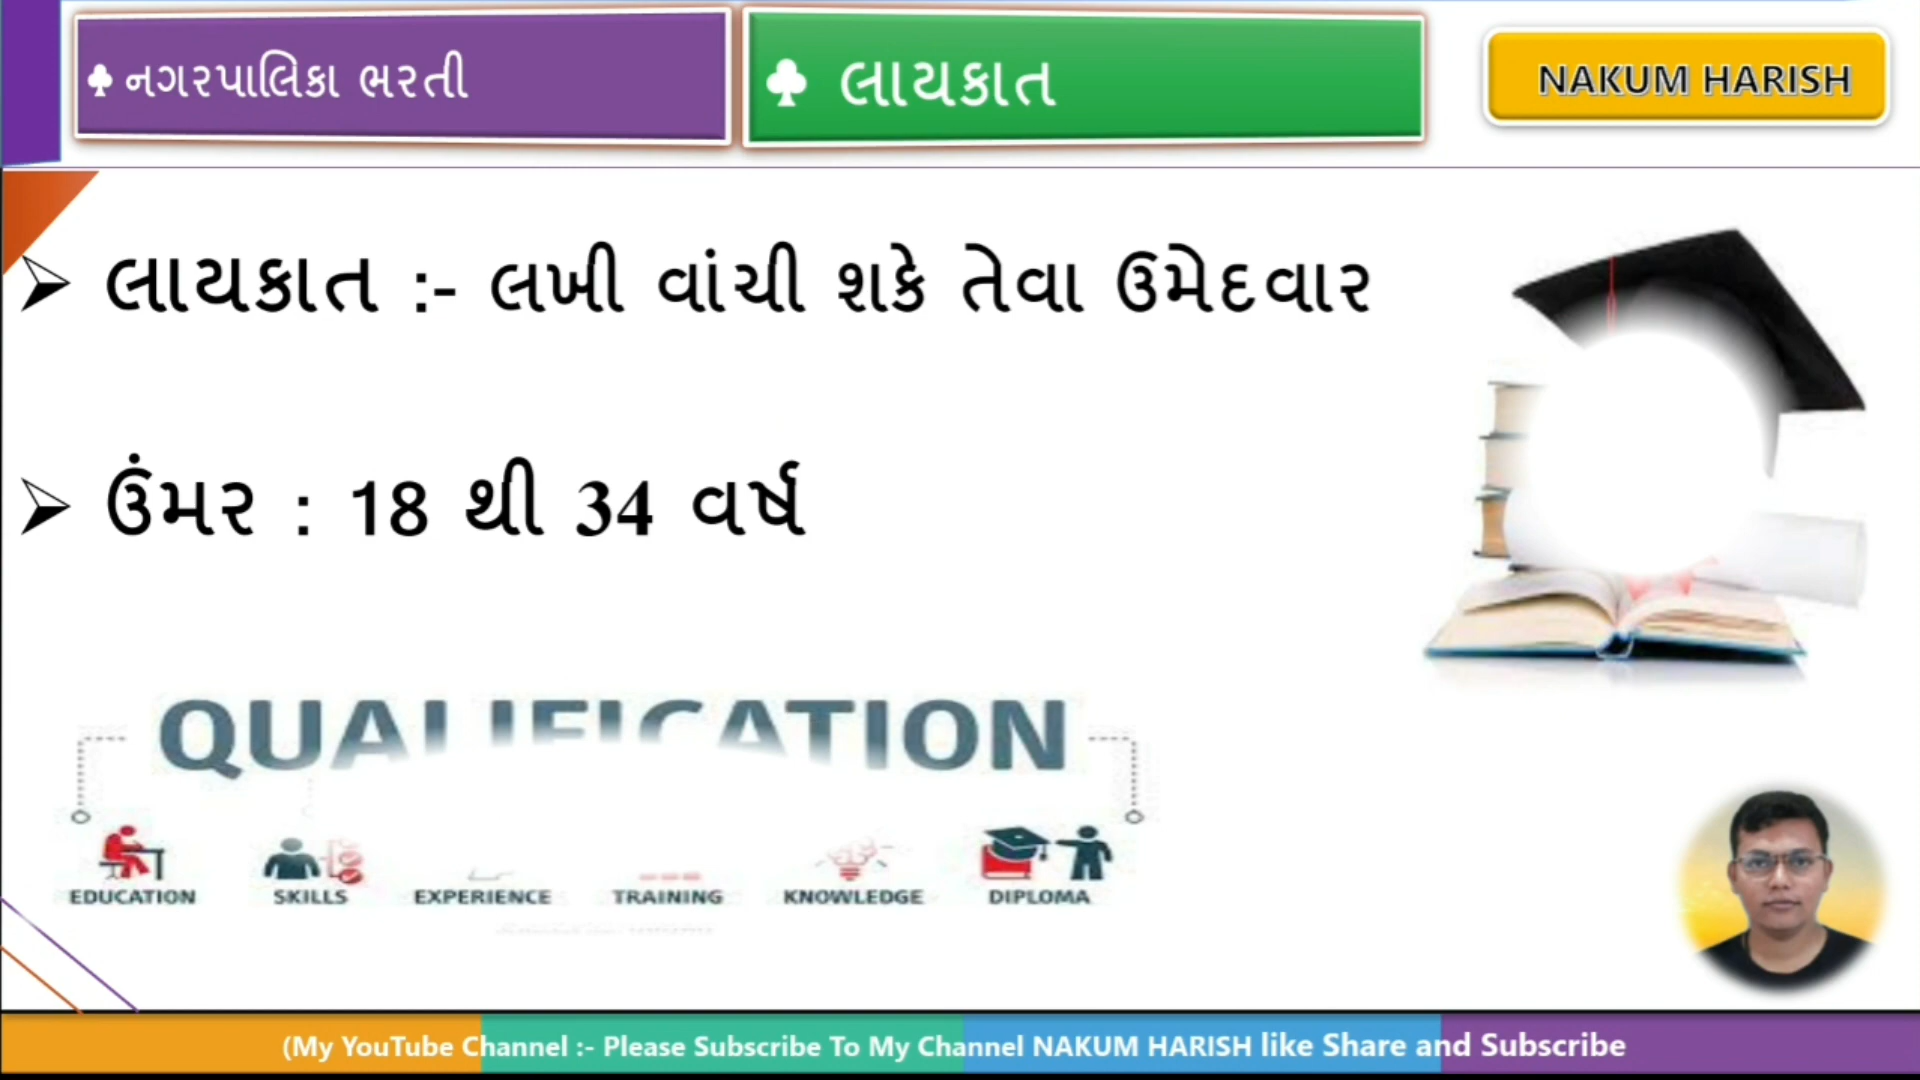 ♣ નગરપાલિકા ભરતી
♣ લાયકાત
NAKUM HARISH
➢ લાયકાત :- લખી વાંચી શકે તેવા ઉમેદવાર
➢ ઉંમર : 18 થી 34 વર્ષ
QUALIFICATION
EDUCATION SKILLS EXPERIENCE TRAINING KNOWLEDGE DIPLOMA
(My YouTube Channel :- Please Subscribe To My Channel NAKUM HARISH like Share and Subscribe